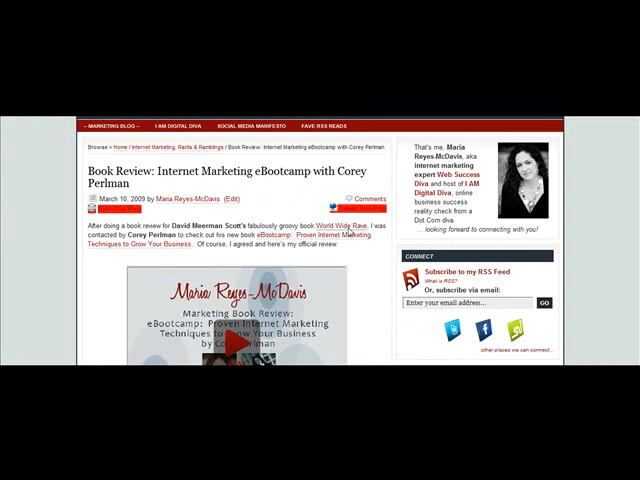 ~ MARKETING BLOG ~ I AM DIGITAL DIVA SOCIAL MEDIA MANIFESTO FAVE RSS READS
Browse » Home / Internet Marketing, Rants & Ramblings / Book Review: Internet Marketing eBootcamp with Corey Perlman
Book Review: Internet Marketing eBootcamp with Corey
Perlman
March 10, 2009 by Maria Reyes-McDavis (Edit) Comments
After doing a book review for David Meerman Scott's fabulously groovy book World Wide Rave, I was
contacted by Corey Perlman to check out his new book eBootcamp: Proven Internet Marketing
Techniques to Grow Your Business. Of course, I agreed and here's my official review:
Maria Reyes-McDavis
Marketing Book Review:
eBootcamp: Proven Internet Marketing
Techniques to Grow Your Business
by Corey Perlman
That's me, Maria
Reyes-McDavis, aka
internet marketing
expert Web Success
Diva and host of I AM
Digital Diva, online
business success
reality check from a
Dot Com diva.
... looking forward to connecting with you!
CONNECT
Subscribe to my RSS Feed
What is RSS?
Or, subscribe via email:
Enter your email address... GO
other places we can connect...